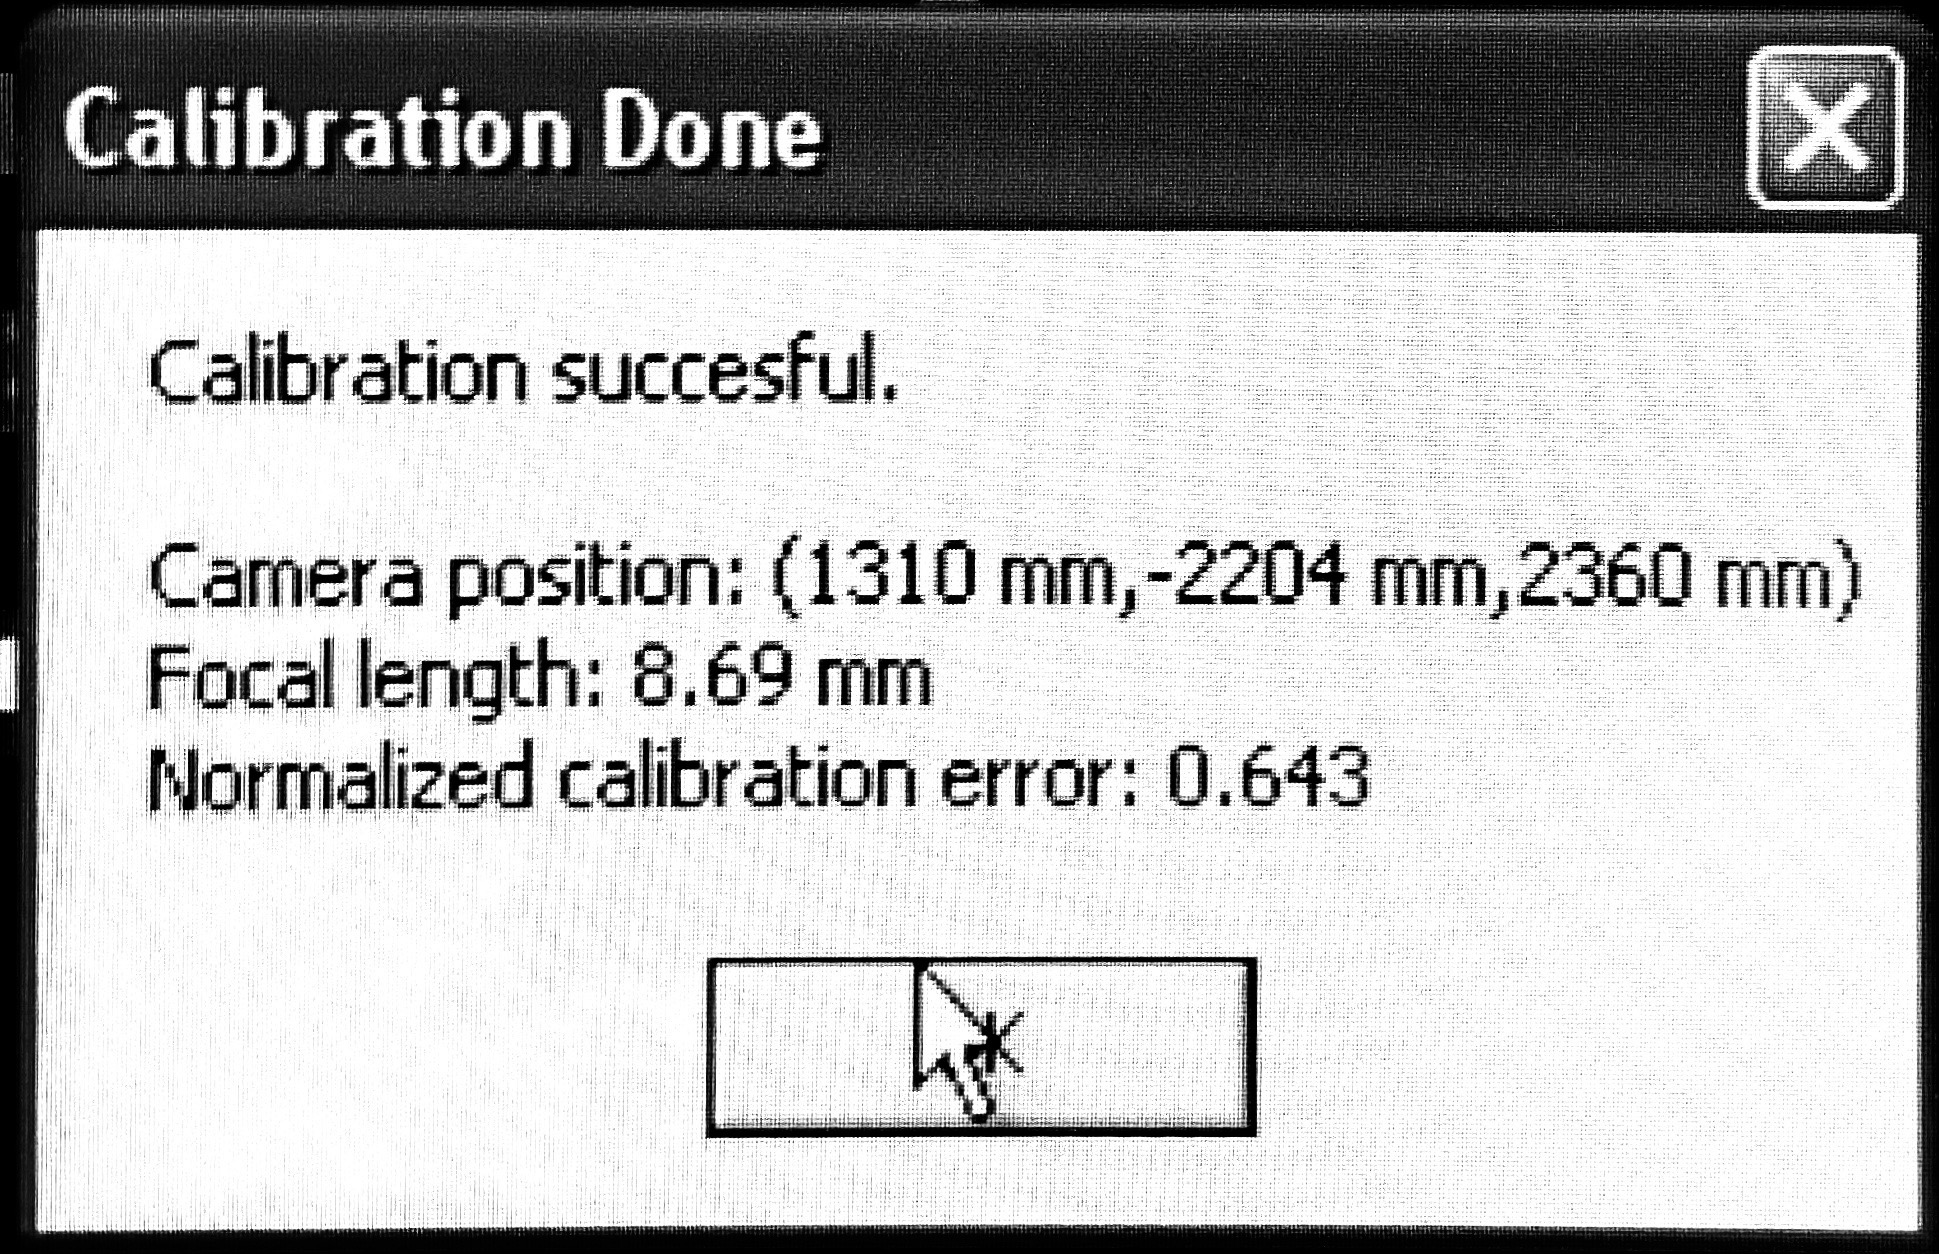 Calibration Done
Calibration succesful.
Camera position: (1310 mm,-2204 mm,2360 mm)
Focal length: 8.69 mm
Normalized calibration error: 0.643